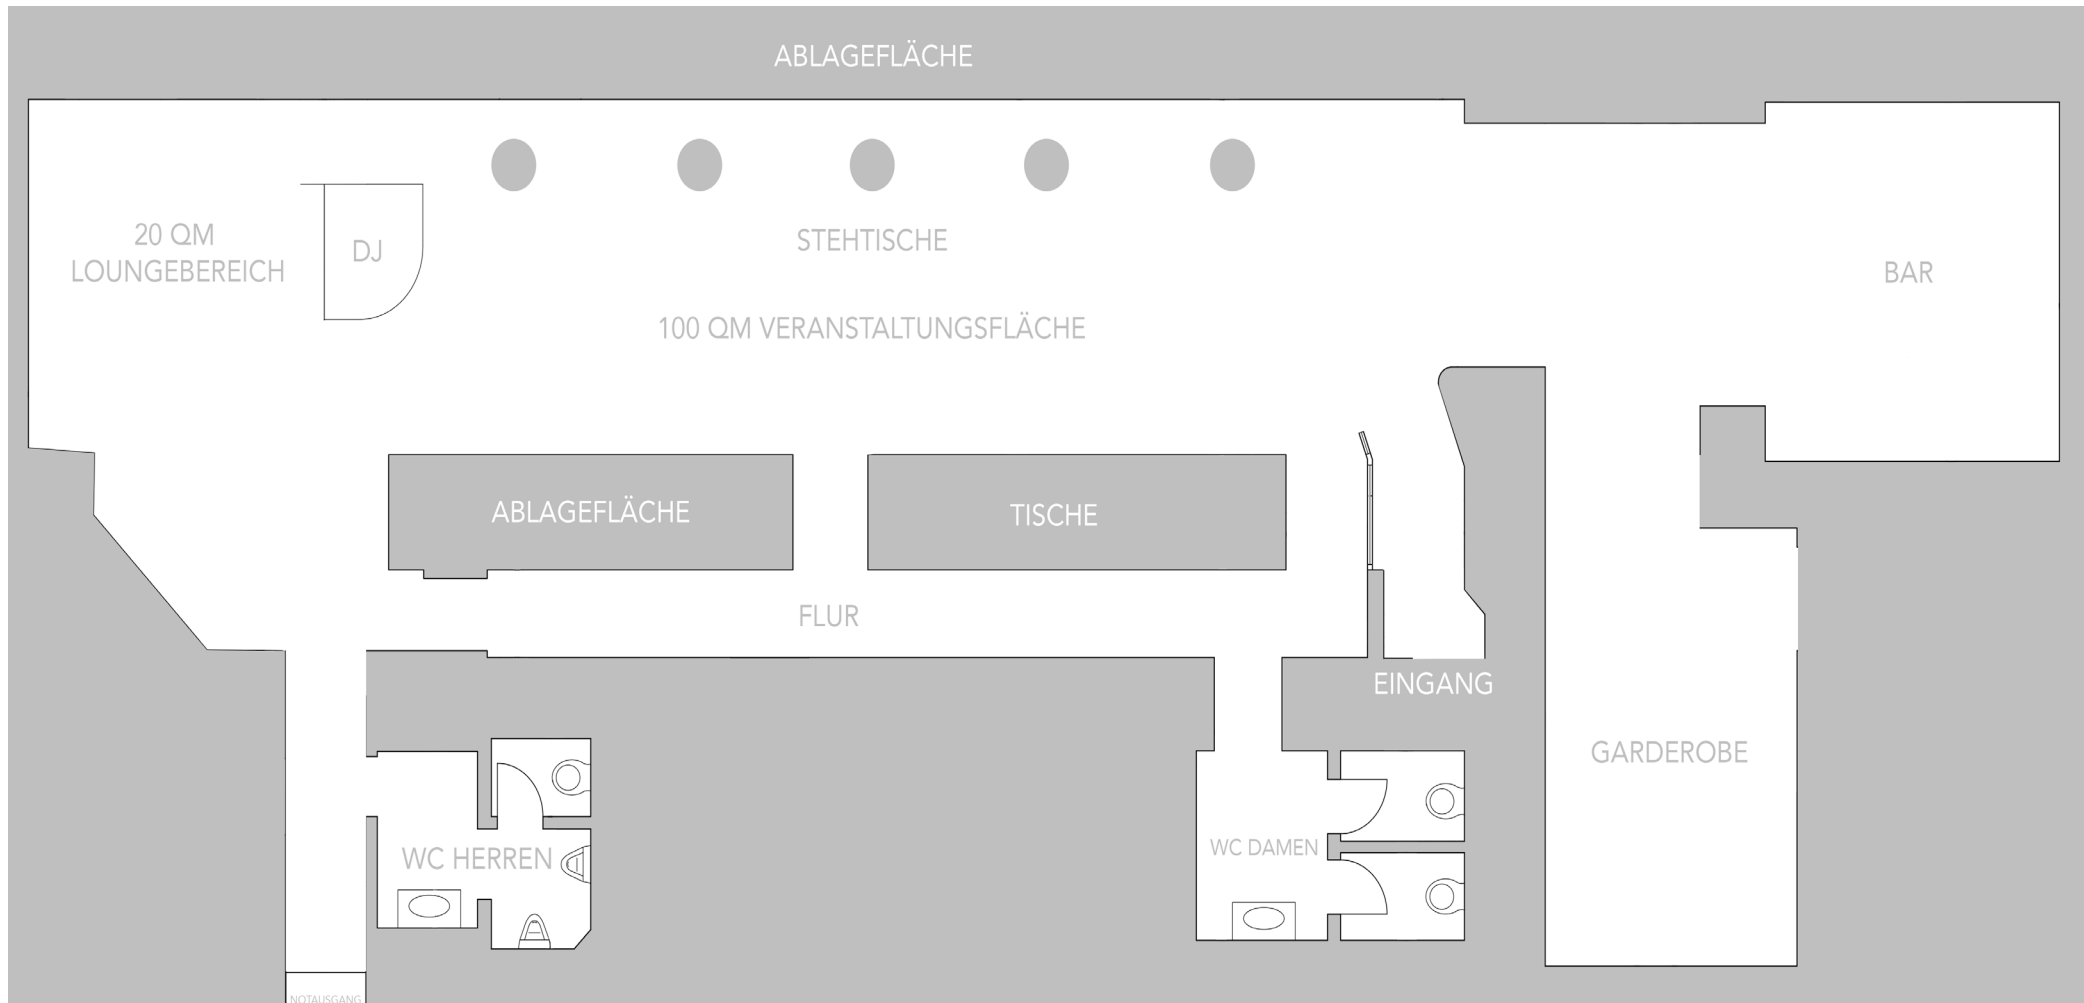 ABLAGEFLÄCHE
20 QM
LOUNGEBEREICH
DJ
STEHTISCHE
100 QM VERANSTALTUNGSFLÄCHE
BAR
ABLAGEFLÄCHE
TISCHE
FLUR
EINGANG
GARDEROBE
WC HERREN
WC DAMEN
NOTAUSGANG